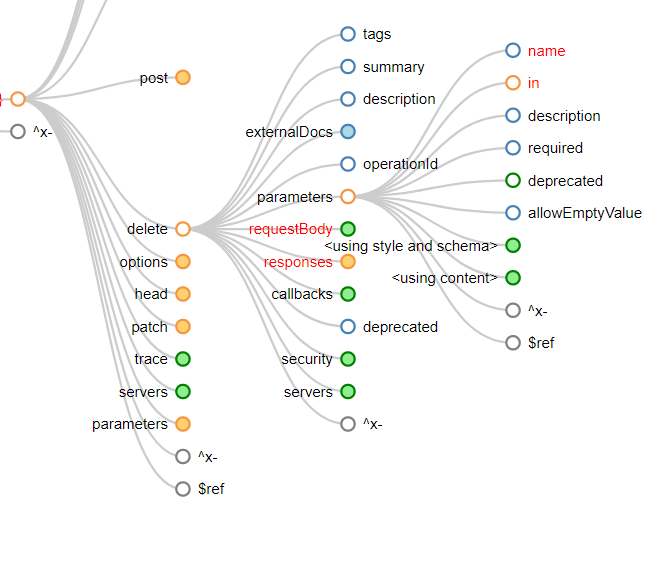 post
^x-
delete
options
head
patch
trace
servers
parameters
^x-
$ref
tags
summary
description
externalDocs
operationId
parameters
requestBody
responses
callbacks
deprecated
security
servers
^x-
name
in
description
required
deprecated
allowEmptyValue
<using style and schema>
<using content>
^x-
$ref